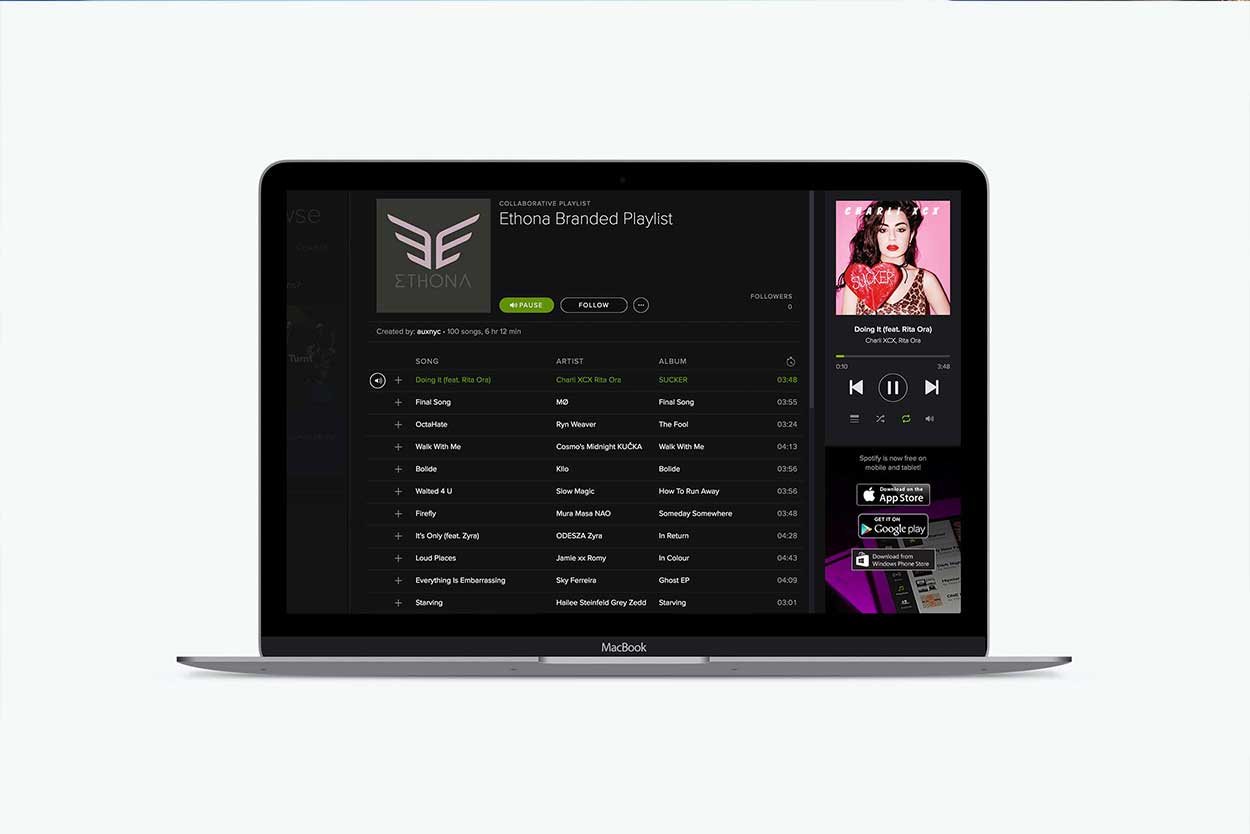 wse
COLLABORATIVE PLAYLIST
Ethona Branded Playlist
ΣTHONA
PAUSE
FOLLOW
FOLLOWERS
0
Created by: auxnyc • 100 songs, 6 hr 12 min
SONG ARTIST ALBUM
Doing It (feat. Rita Ora) Charli XCX Rita Ora SUCKER 03:48
Final Song MØ Final Song 03:55
OctaHate Ryn Weaver The Fool 03:24
Walk With Me Cosmo's Midnight KUČKA Walk With Me 04:13
Bolide Kllo Bolide 03:56
Waited 4 U Slow Magic How To Run Away 03:56
Firefly Mura Masa NAO Someday Somewhere 03:48
It's Only (feat. Zyra) ODESZA Zyra In Return 04:28
Loud Places Jamie xx Romy In Colour 04:43
Everything Is Embarrassing Sky Ferreira Ghost EP 04:09
Starving Hailee Steinfeld Grey Zedd Starving 03:01
Turnt
CHARLI XCX
SUCKER
Doing It (feat. Rita Ora)
Charli XCX, Rita Ora
0:10 3:48
Spotify is now free on
mobile and tablet!
Download on the
App Store
GET IT ON
Google play
Download from
Windows Phone Store
MacBook